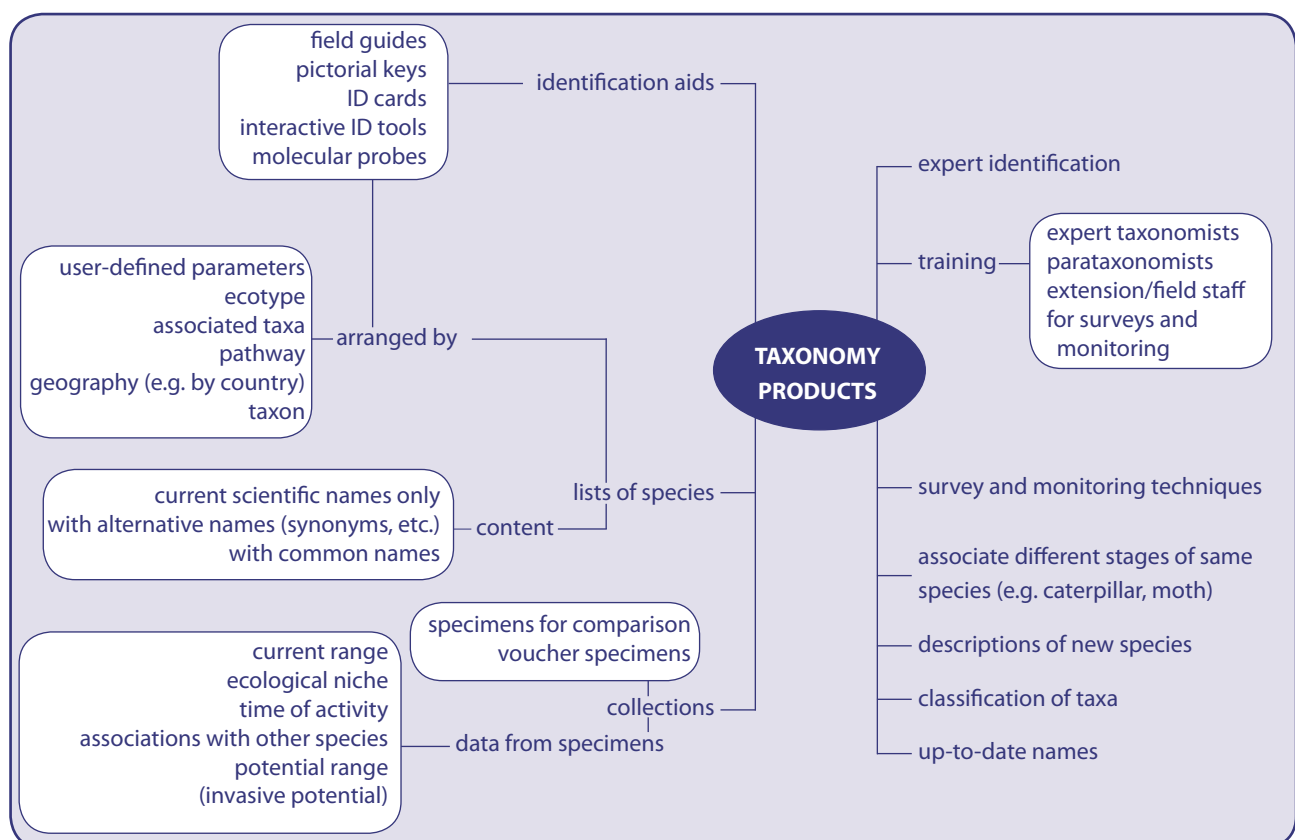 field guides
pictorial keys
ID cards
interactive ID tools
molecular probes
identification aids
user-defined parameters
ecotype
associated taxa
pathway
geography (e.g. by country)
taxon
arranged by
current scientific names only
with alternative names (synonyms, etc.)
with common names
content
lists of species
specimens for comparison
voucher specimens
collections
current range
ecological niche
time of activity
associations with other species
potential range
(invasive potential)
data from specimens
TAXONOMY
PRODUCTS
expert identification
training
expert taxonomists
parataxonomists
extension/field staff
for surveys and
monitoring
survey and monitoring techniques
associate different stages of same
species (e.g. caterpillar, moth)
descriptions of new species
classification of taxa
up-to-date names